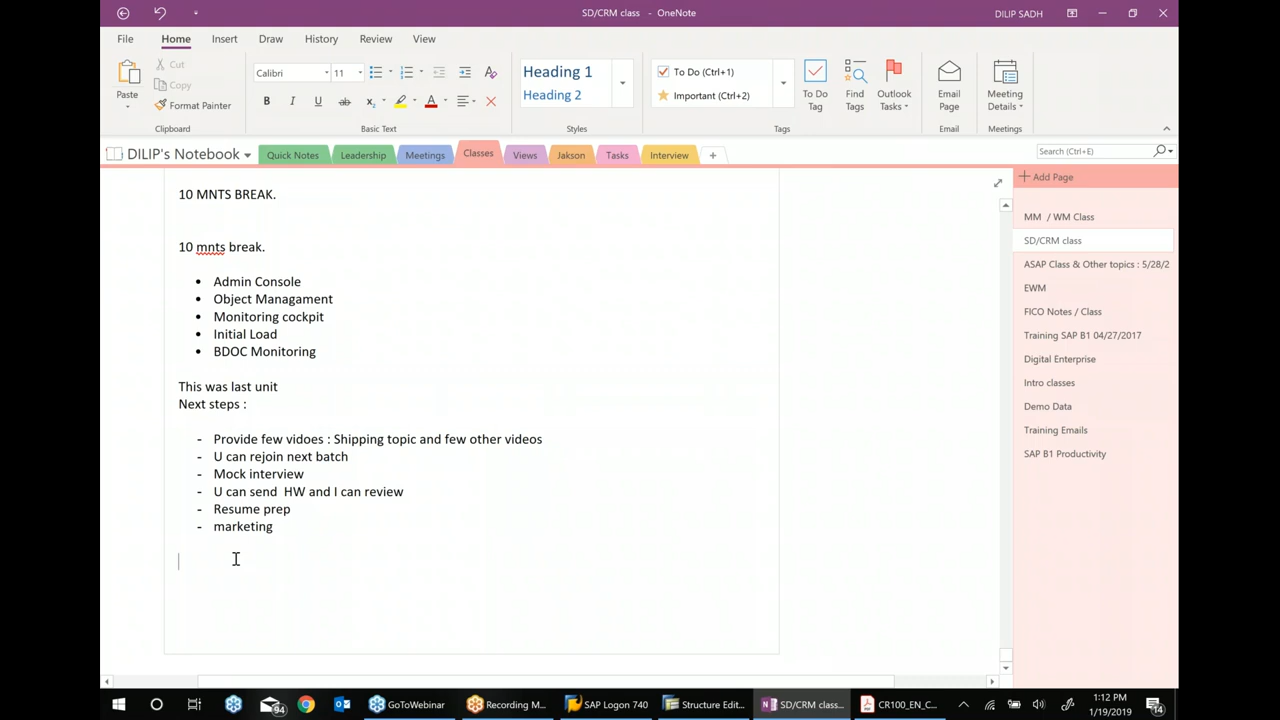 SD/CRM class - OneNote
DILIP SADH
File Home Insert Draw History Review View
Paste
Cut
Copy
Format Painter
Clipboard
Calibri 11
B I U ab x₂ A
Basic Text
Heading 1
Heading 2
Styles
To Do (Ctrl+1)
Important (Ctrl+2)
Tags
To Do
Tag
Find
Tags
Outlook
Tasks
Email
Page
Email
Meeting
Details
Meetings
DILIP's Notebook Quick Notes Leadership Meetings Classes Views Jakson Tasks Interview +
Search (Ctrl+E)
10 MNTS BREAK.
10 mnts break.
• Admin Console
• Object Managament
• Monitoring cockpit
• Initial Load
• BDOC Monitoring
This was last unit
Next steps :
- Provide few vidoes : Shipping topic and few other videos
- U can rejoin next batch
- Mock interview
- U can send HW and I can review
- Resume prep
- marketing
Add Page
MM / WM Class
SD/CRM class
ASAP Class & Other topics : 5/28/2
EWM
FICO Notes / Class
Training SAP B1 04/27/2017
Digital Enterprise
Intro classes
Demo Data
Training Emails
SAP B1 Productivity
94
GoToWebinar
Recording M...
SAP Logon 740
Structure Edit...
SD/CRM class...
CR100_EN_C...
1:12 PM
1/19/2019
14